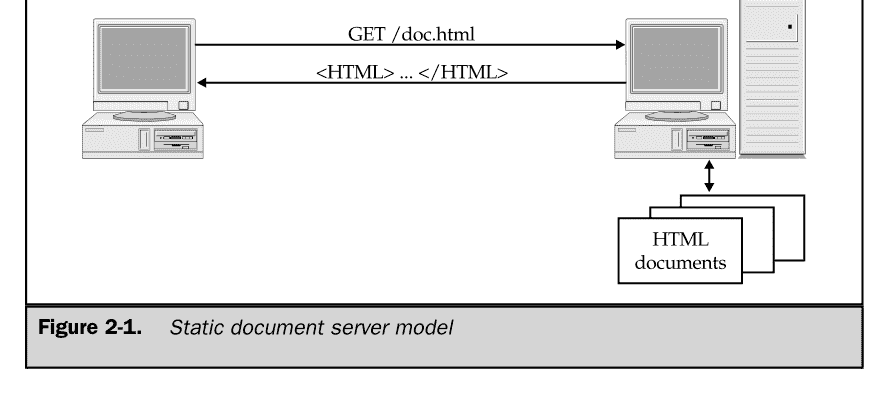 GET /doc.html
<HTML> ... </HTML>
HTML
documents
Figure 2-1. Static document server model